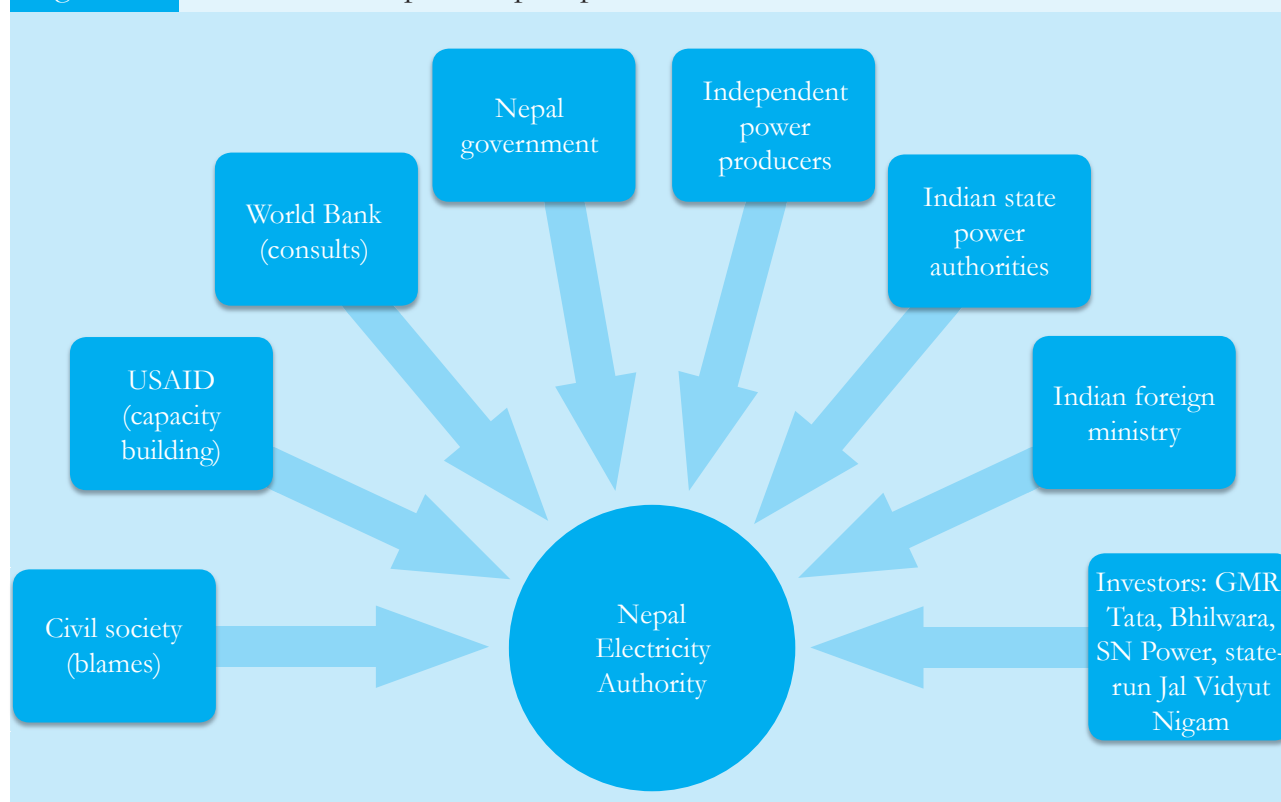 Nepal
government
Independent
power
producers
World Bank
(consults)
Indian state
power
authorities
USAID
(capacity
building)
Indian foreign
ministry
Civil society
(blames)
Nepal
Electricity
Authority
Investors: GMR
Tata, Bhilwara,
SN Power, state-
run Jal Vidyut
Nigam